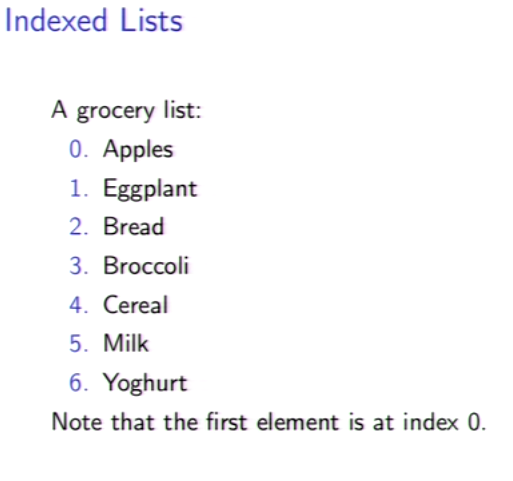 Indexed Lists
A grocery list:
0. Apples
1. Eggplant
2. Bread
3. Broccoli
4. Cereal
5. Milk
6. Yoghurt
Note that the first element is at index 0.